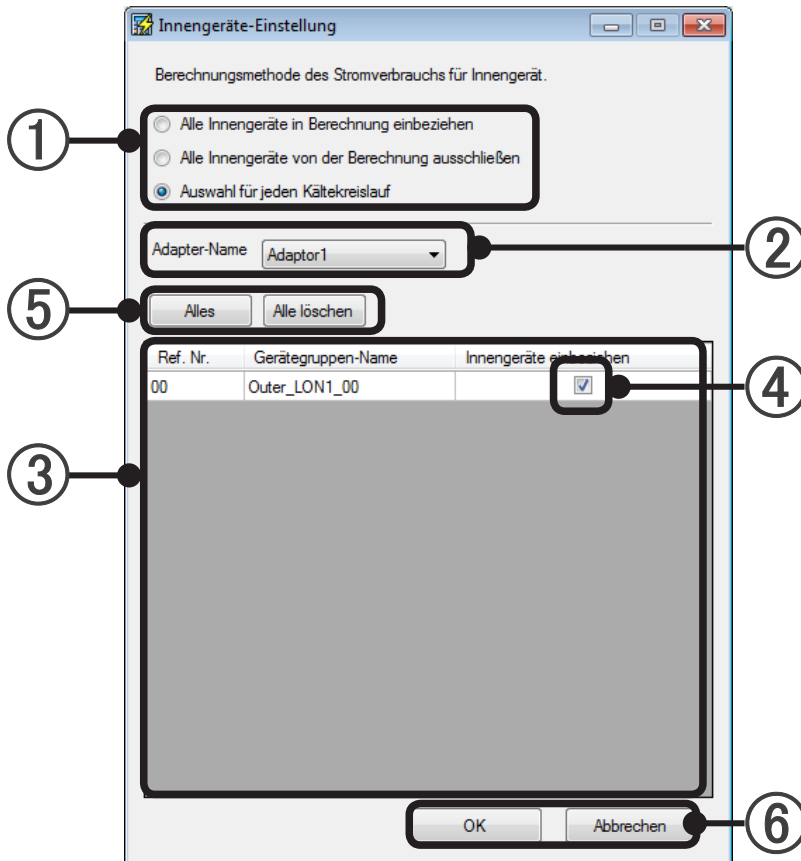 Innengeräte-Einstellung
Berechnungsmethode des Stromverbrauchs für Innengerät.
① Alle Innengeräte in Berechnung einbeziehen
Alle Innengeräte von der Berechnung ausschließen
Auswahl für jeden Kältekreislauf
Adapter-Name Adaptor1 ②
⑤ Alles Alle löschen
Ref. Nr. Gerätegruppen-Name Innengeräte einbeziehen
00 Outer_LON1_00 ④
③
OK Abbrechen ⑥